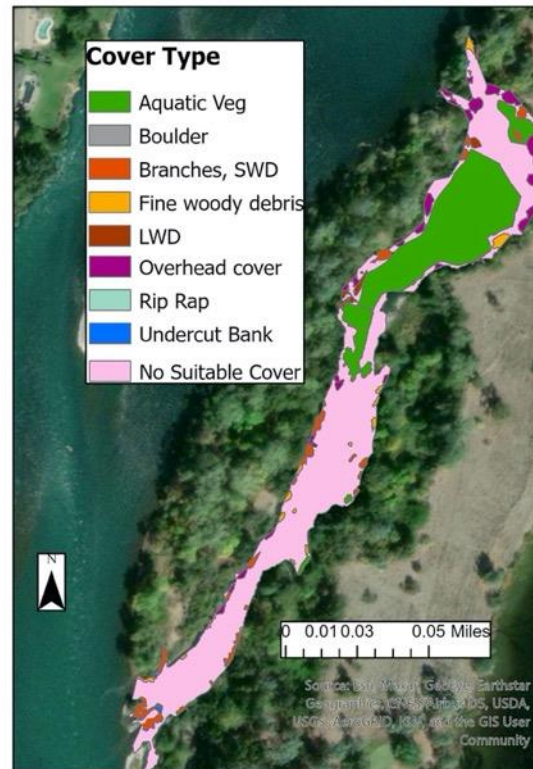 Cover Type
Aquatic Veg
Boulder
Branches, SWD
Fine woody debris
LWD
Overhead cover
Rip Rap
Undercut Bank
No Suitable Cover
N
0 0.010.03 0.05 Miles
Source: Esri, Maxar, GeoEye, Earthstar
Geographics, CNES/Airbus DS, USDA,
USGS, AeroGRID, IGN, and the GIS User
Community